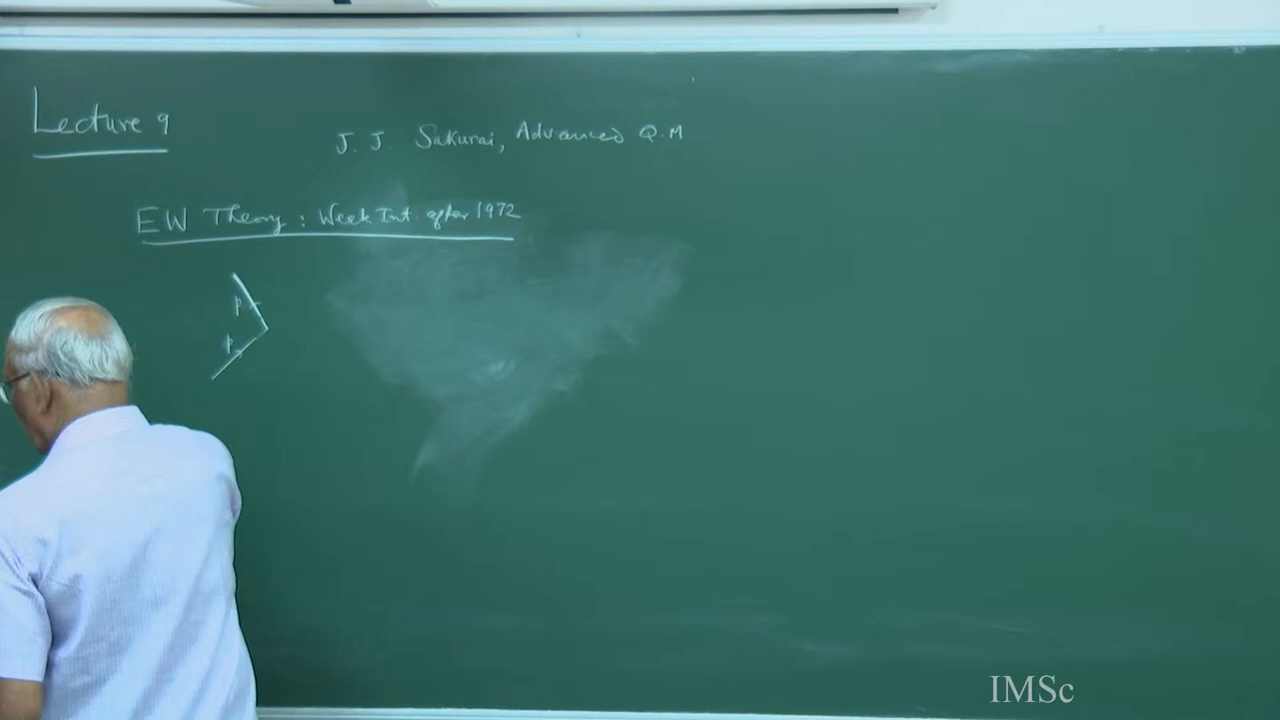 Lecture 9
J. J. Sakurai, Advanced Q.M
EW Theory : Week Int. after 1972
p
p
IMSc